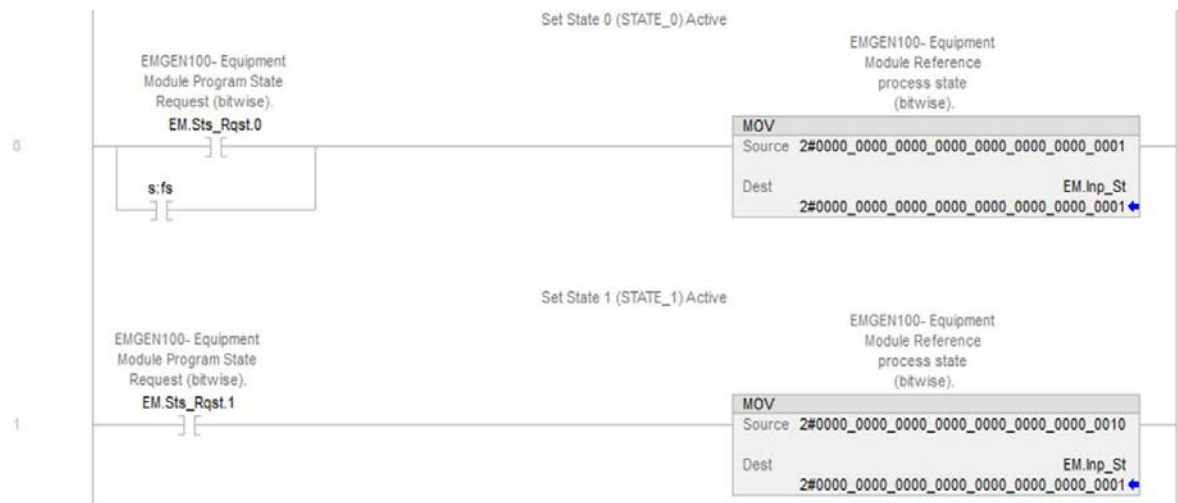 Set State 0 (STATE_0) Active
EMGEN100- Equipment
Module Program State
Request (bitwise).
EM.Sts_Rqst.0
s:fs
0
EMGEN100- Equipment
Module Reference
process state
(bitwise).
MOV
Source 2#0000_0000_0000_0000_0000_0000_0000_0001
Dest EM.Inp_St
2#0000_0000_0000_0000_0000_0000_0000_0001
Set State 1 (STATE_1) Active
EMGEN100- Equipment
Module Program State
Request (bitwise).
EM.Sts_Rqst.1
1
EMGEN100- Equipment
Module Reference
process state
(bitwise).
MOV
Source 2#0000_0000_0000_0000_0000_0000_0000_0010
Dest EM.Inp_St
2#0000_0000_0000_0000_0000_0000_0000_0001